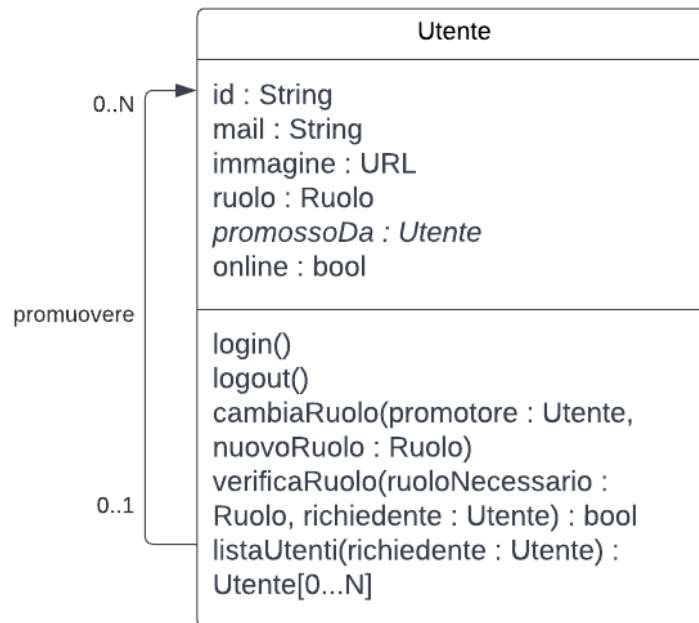 Utente
0..N
id : String
mail : String
immagine : URL
ruolo : Ruolo
promossoDa : Utente
online : bool
promuovere
login()
logout()
cambiaRuolo(promotore : Utente,
nuovoRuolo : Ruolo)
verificaRuolo(ruoloNecessario :
Ruolo, richiedente : Utente) : bool
0..1
listaUtenti(richiedente : Utente) :
Utente[0...N]